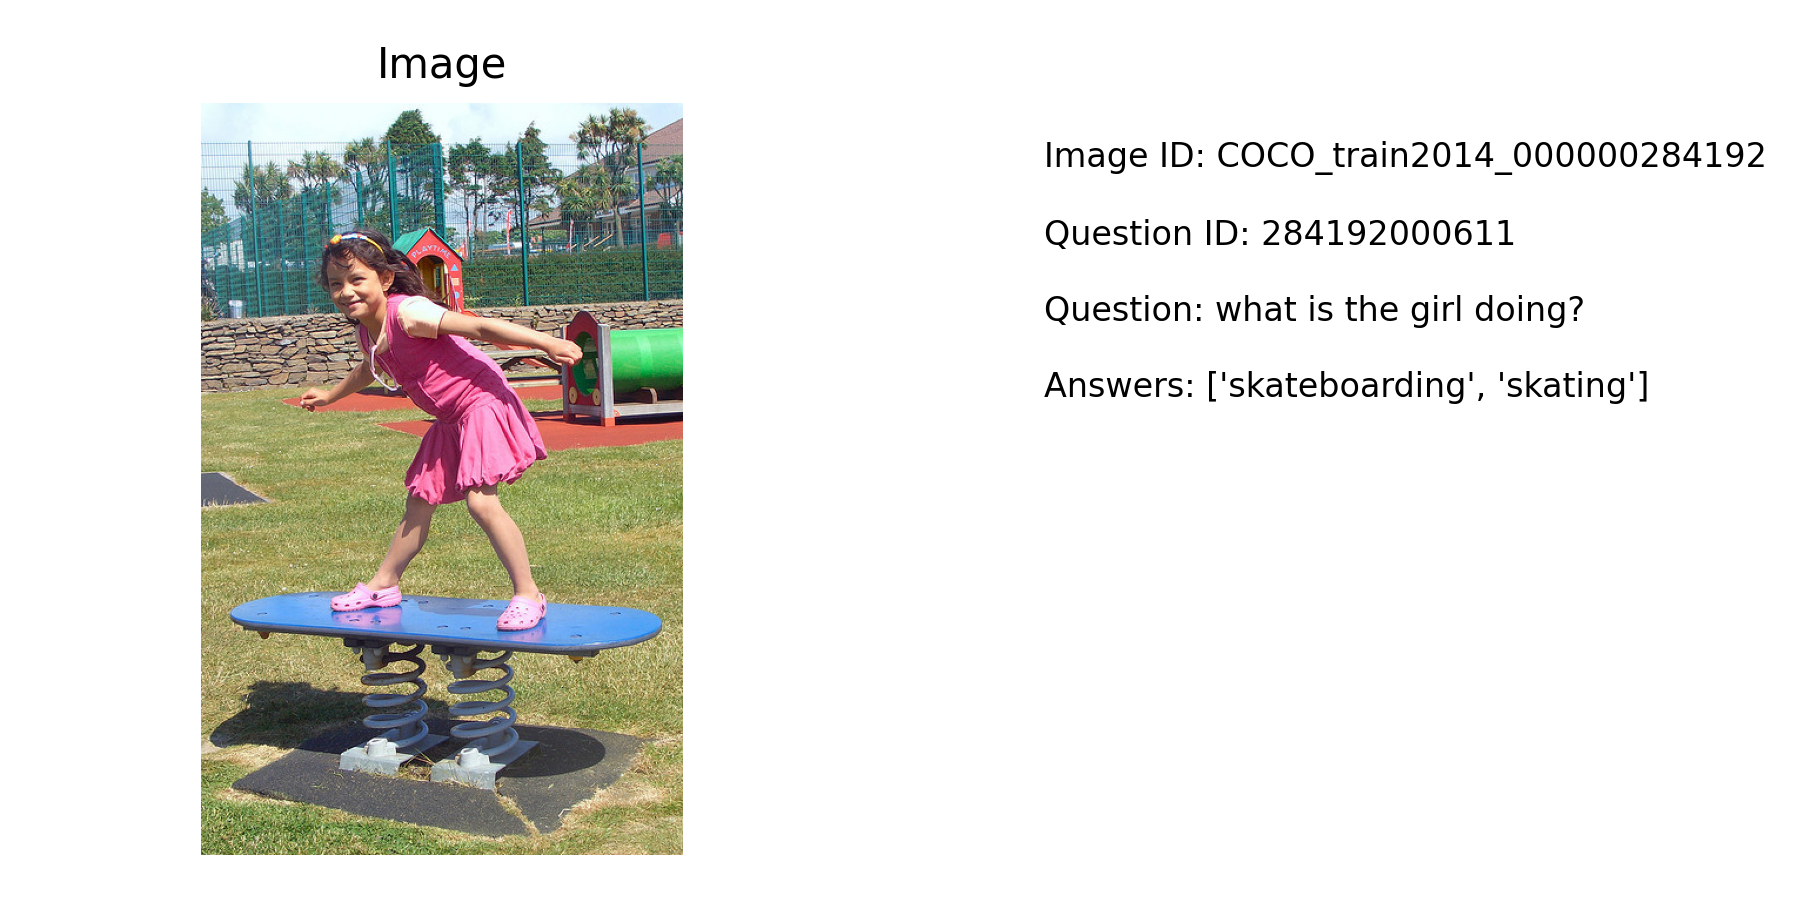 Image
PLAYTIME
Image ID: COCO_train2014_000000284192
Question ID: 284192000611
Question: what is the girl doing?
Answers: ['skateboarding', 'skating']